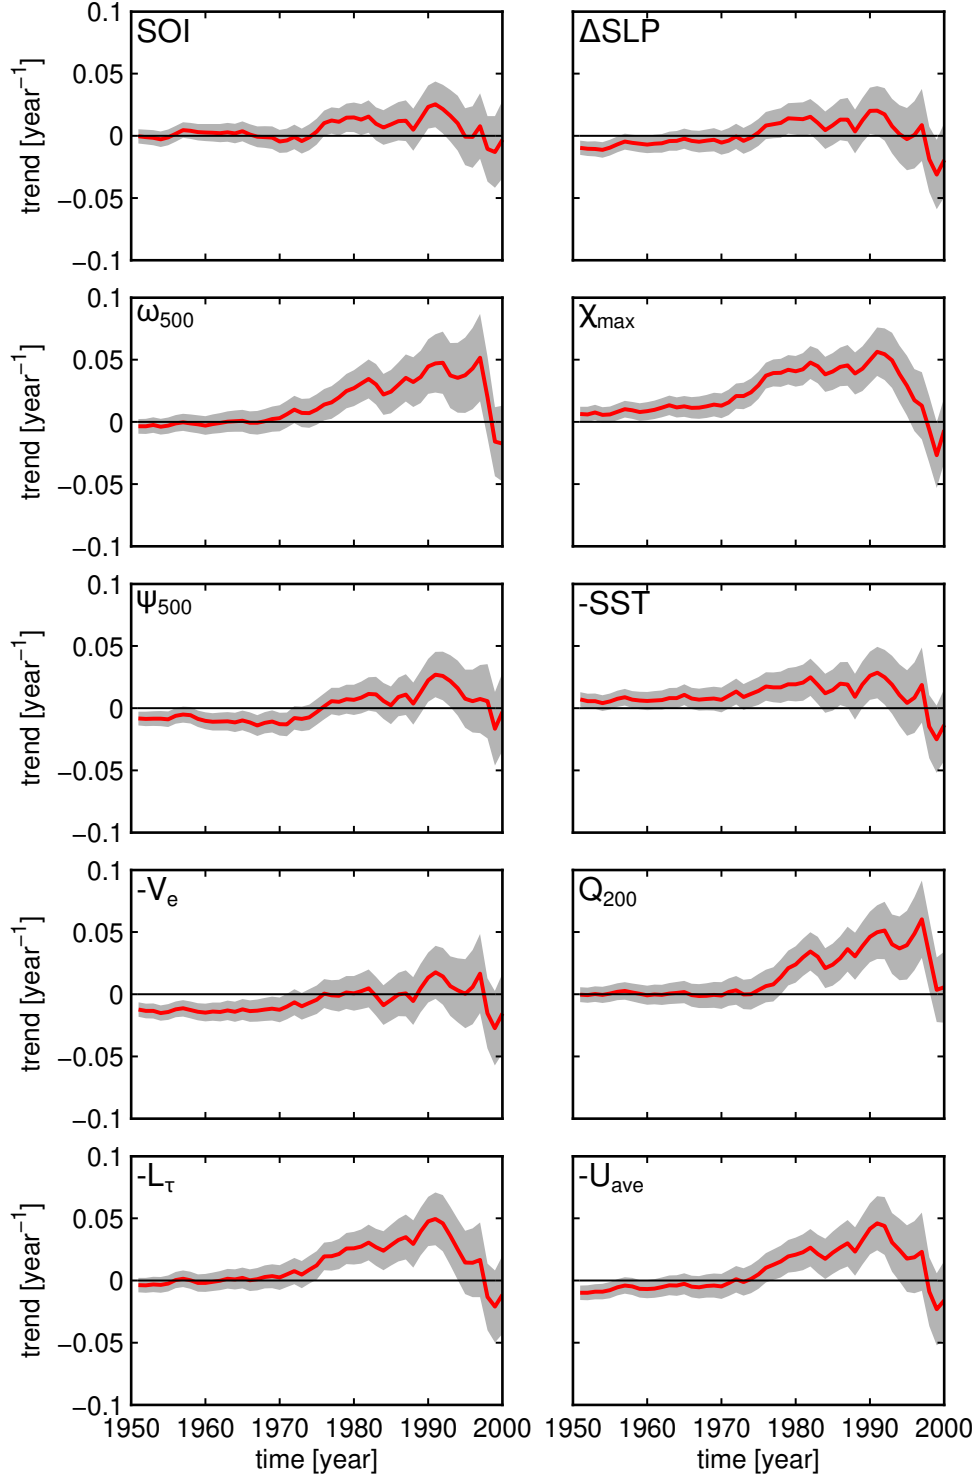 SOI
ΔSLP
trend [year⁻¹]
0.1
0.05
0
−0.05
−0.1
ω₅₀₀
χmax
trend [year⁻¹]
0.1
0.05
0
−0.05
−0.1
ψ₅₀₀
-SST
trend [year⁻¹]
0.1
0.05
0
−0.05
−0.1
-Ve
Q₂₀₀
trend [year⁻¹]
0.1
0.05
0
−0.05
−0.1
-Lτ
-Uave
trend [year⁻¹]
0.1
0.05
0
−0.05
−0.1
1950 1960 1970 1980 1990 2000
1950 1960 1970 1980 1990 2000
time [year]
time [year]